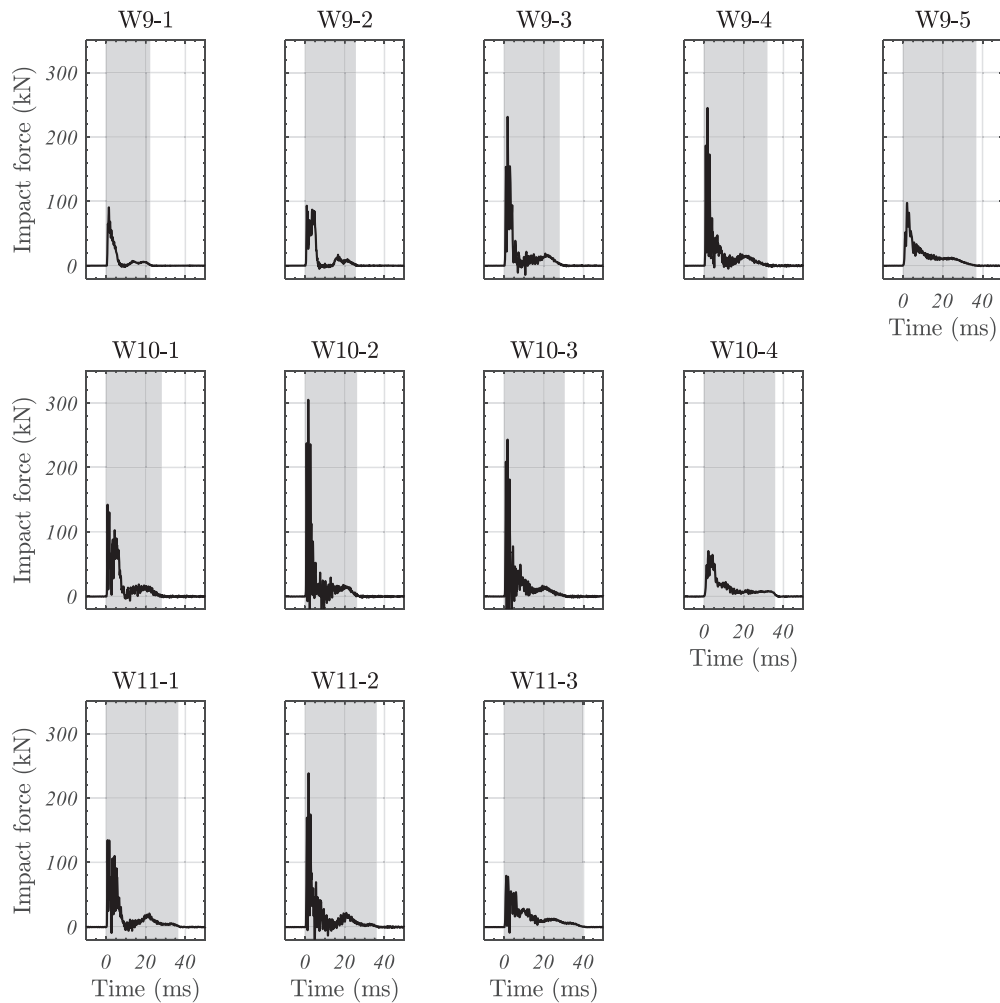 W9-1 W9-2 W9-3 W9-4 W9-5
Impact force (kN)
300
200
100
0
0 20 40
Time (ms)
W10-1 W10-2 W10-3 W10-4
Impact force (kN)
300
200
100
0
0 20 40
Time (ms)
W11-1 W11-2 W11-3
Impact force (kN)
300
200
100
0
0 20 40 0 20 40 0 20 40
Time (ms) Time (ms) Time (ms)